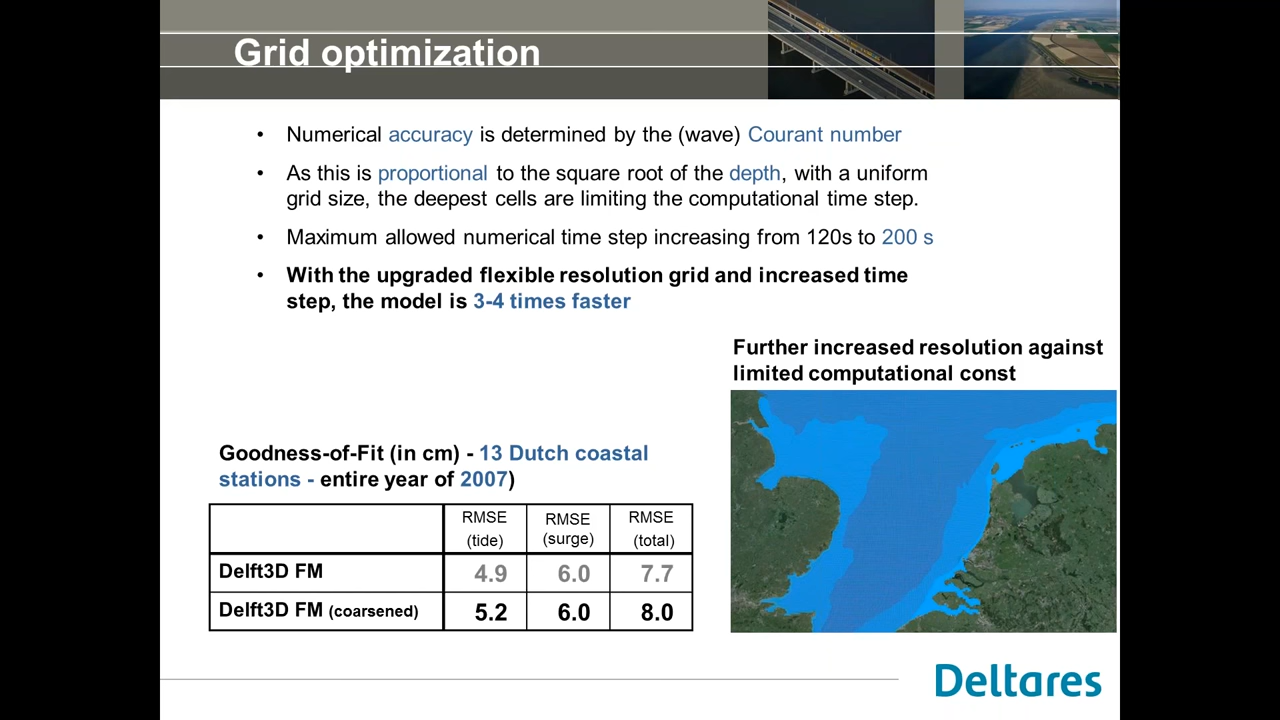 Grid optimization
• Numerical accuracy is determined by the (wave) Courant number
• As this is proportional to the square root of the depth, with a uniform
grid size, the deepest cells are limiting the computational time step.
• Maximum allowed numerical time step increasing from 120s to 200 s
• With the upgraded flexible resolution grid and increased time
step, the model is 3-4 times faster
Further increased resolution against
limited computational const
Goodness-of-Fit (in cm) - 13 Dutch coastal
stations - entire year of 2007)
RMSE (tide) RMSE (surge) RMSE (total)
Delft3D FM 4.9 6.0 7.7
Delft3D FM (coarsened) 5.2 6.0 8.0
Deltares